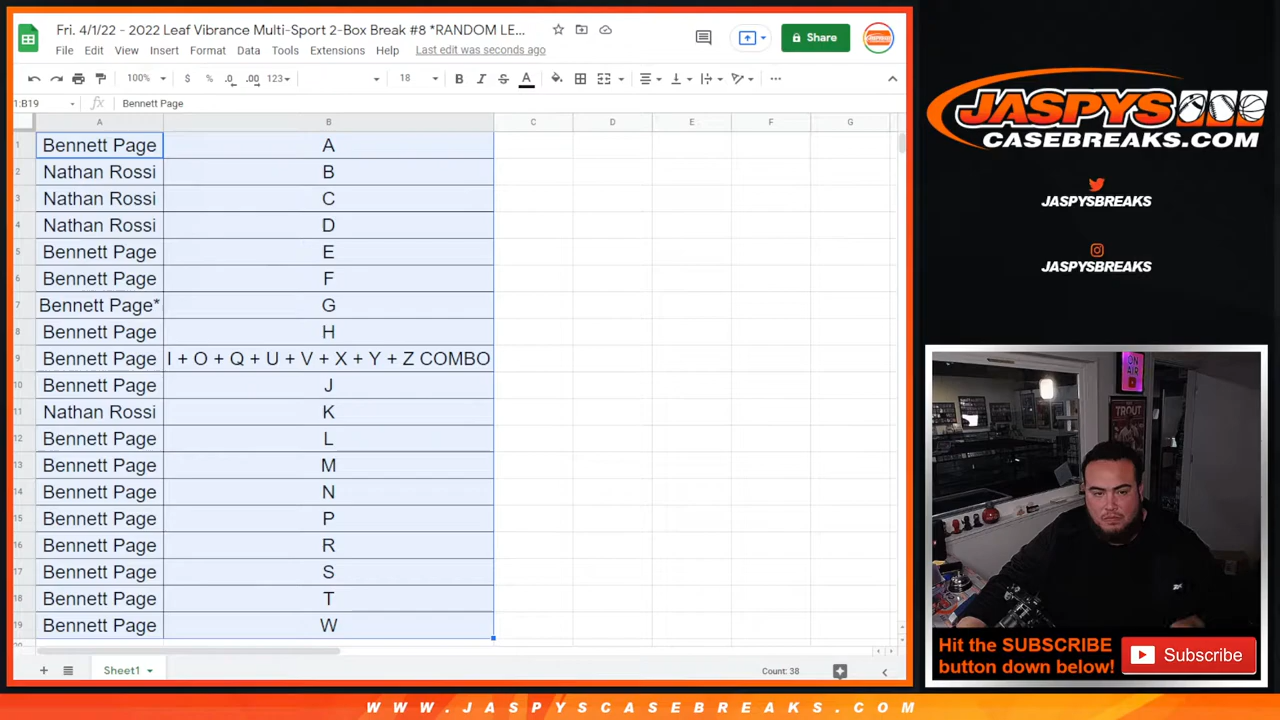 Fri. 4/1/22 - 2022 Leaf Vibrance Multi-Sport 2-Box Break #8 *RANDOM LE...
File Edit View Insert Format Data Tools Extensions Help Last edit was seconds ago
Share
100% $ % .0 .00 123 18 B I S A
1:B19 fx Bennett Page
A B C D E F G
1 Bennett Page A
2 Nathan Rossi B
3 Nathan Rossi C
4 Nathan Rossi D
5 Bennett Page E
6 Bennett Page F
7 Bennett Page* G
8 Bennett Page H
9 Bennett Page I + O + Q + U + V + X + Y + Z COMBO
10 Bennett Page J
11 Nathan Rossi K
12 Bennett Page L
13 Bennett Page M
14 Bennett Page N
15 Bennett Page P
16 Bennett Page R
17 Bennett Page S
18 Bennett Page T
19 Bennett Page W
Sheet1 Count: 38
JASPYS
CASEBREAKS.COM
JASPYSBREAKS
JASPYSBREAKS
ON
AIR
TROUT
Hit the SUBSCRIBE
button down below!
Subscribe
WWW.JASPYSCASEBREAKS.COM